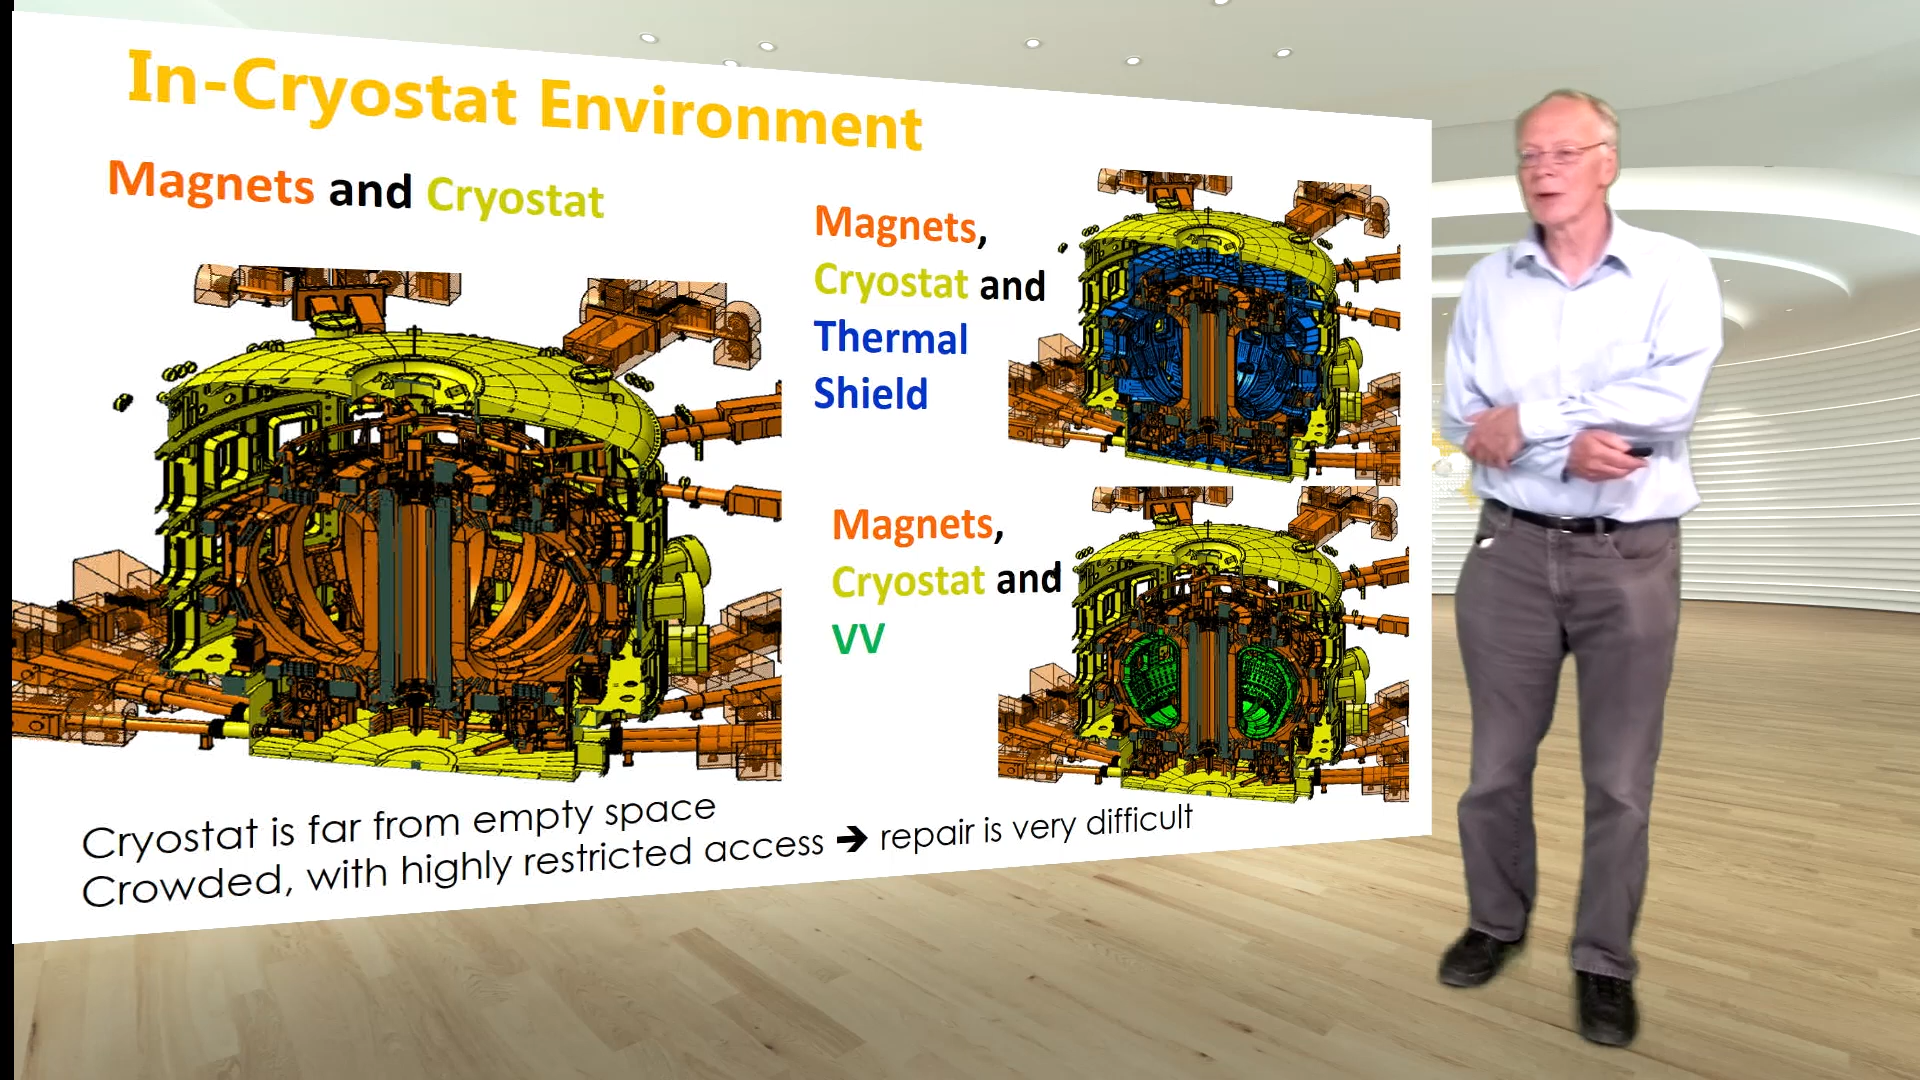 In-Cryostat Environment
Magnets and Cryostat
Magnets,
Cryostat and
Thermal
Shield
Magnets,
Cryostat and
VV
Cryostat is far from empty space
Crowded, with highly restricted access ➔ repair is very difficult